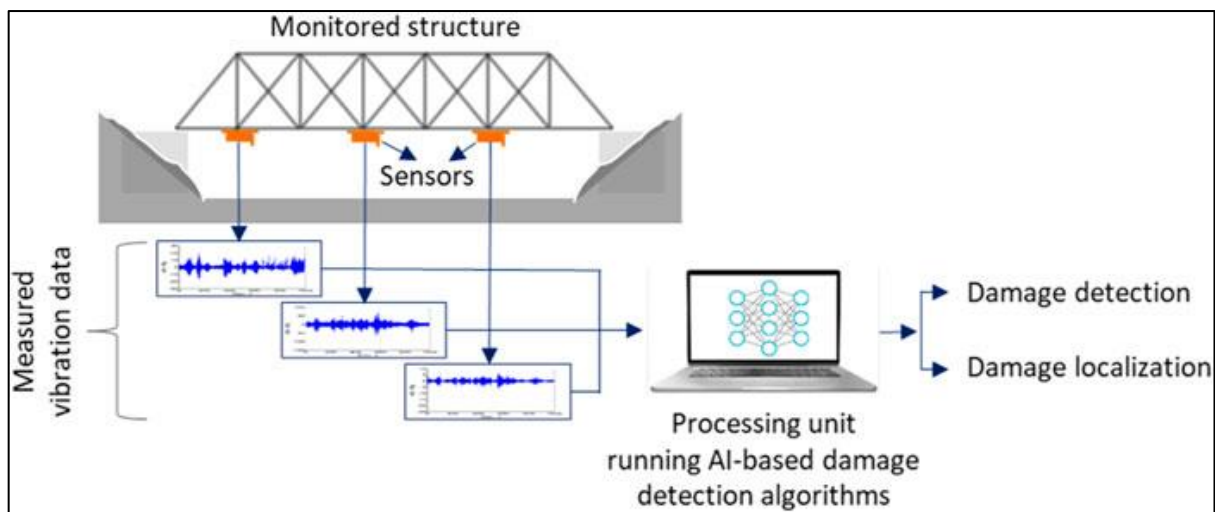 Monitored structure
Sensors
Measured
vibration data
Damage detection
Damage localization
Processing unit
running AI-based damage
detection algorithms